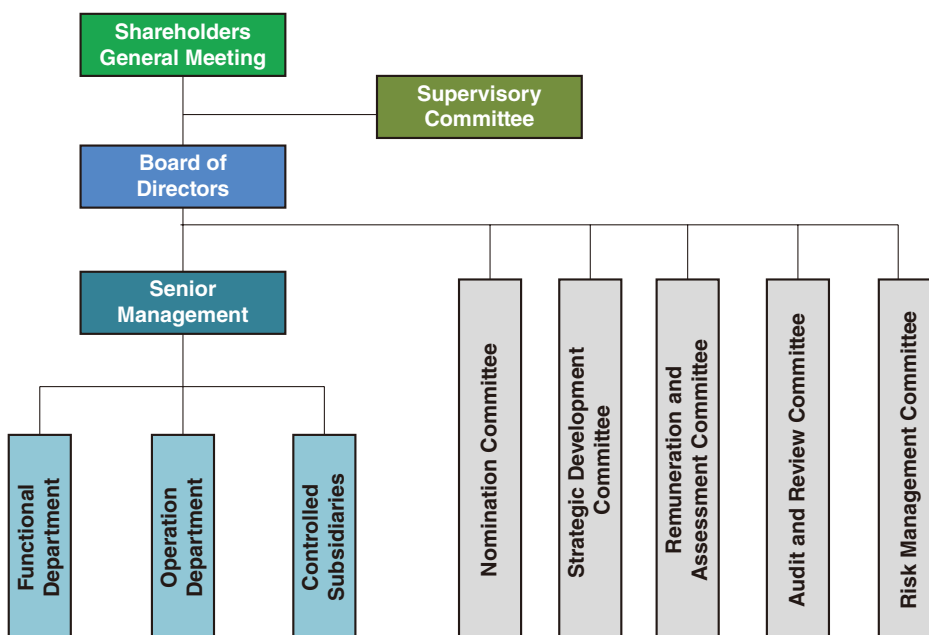 Shareholders
General Meeting
Supervisory
Committee
Board of
Directors
Senior
Management
Functional
Department
Operation
Department
Controlled
Subsidiaries
Nomination Committee
Strategic Development
Committee
Remuneration and
Assessment Committee
Audit and Review Committee
Risk Management Committee